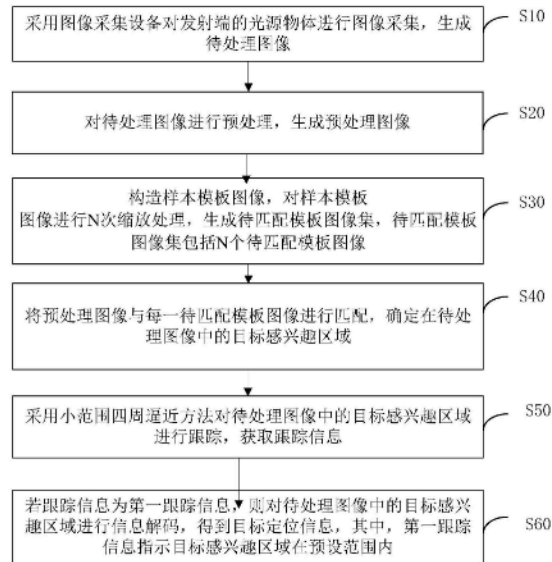 采用图像采集设备对发射端的光源物体进行图像采集，生成
待处理图像
S10
对待处理图像进行预处理，生成预处理图像
S20
构造样本模板图像，对样本模板
图像进行N次缩放处理，生成待匹配模板图像集，待匹配模板
图像集包括N个待匹配模板图像
S30
将预处理图像与每一待匹配模板图像进行匹配，确定在待处
理图像中的目标感兴趣区域
S40
采用小范围四周逼近方法对待处理图像中的目标感兴趣区域
进行跟踪，获取跟踪信息
S50
若跟踪信息为第一跟踪信息，则对待处理图像中的目标感兴
趣区域进行信息解码，得到目标定位信息，其中，第一跟踪
信息指示目标感兴趣区域在预设范围内
S60